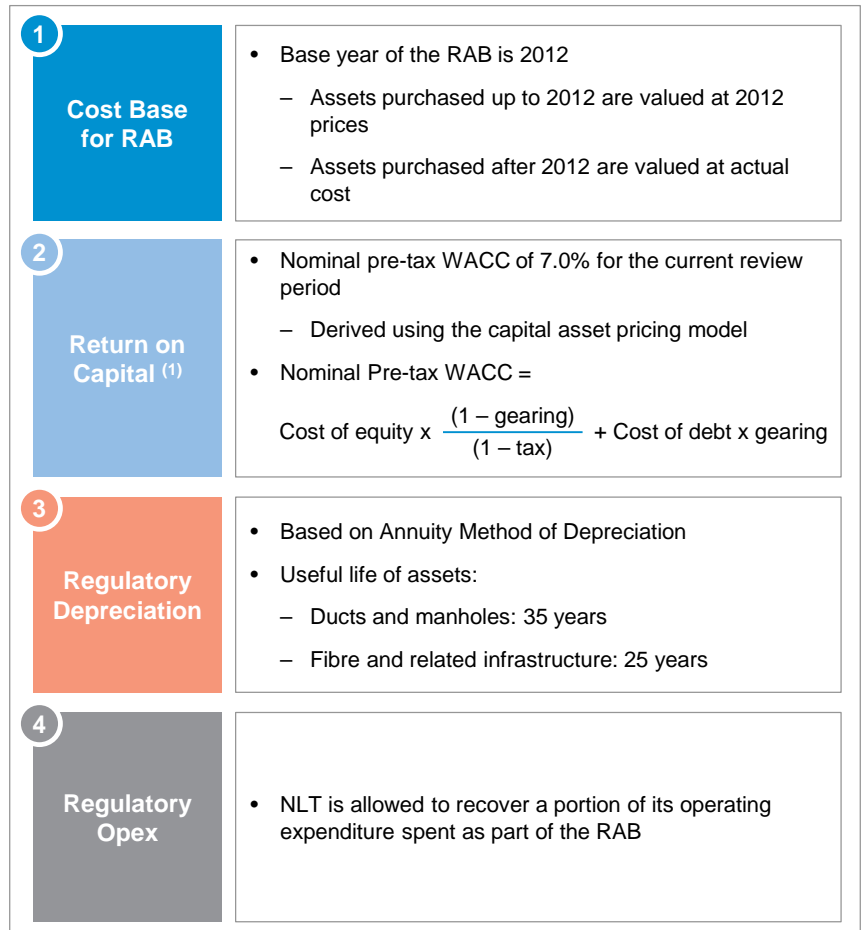 1
Cost Base
for RAB
• Base year of the RAB is 2012
– Assets purchased up to 2012 are valued at 2012
prices
– Assets purchased after 2012 are valued at actual
cost
2
Return on
Capital (1)
• Nominal pre-tax WACC of 7.0% for the current review
period
– Derived using the capital asset pricing model
• Nominal Pre-tax WACC =
Cost of equity x (1 – gearing) / (1 – tax) + Cost of debt x gearing
3
Regulatory
Depreciation
• Based on Annuity Method of Depreciation
• Useful life of assets:
– Ducts and manholes: 35 years
– Fibre and related infrastructure: 25 years
4
Regulatory
Opex
• NLT is allowed to recover a portion of its operating
expenditure spent as part of the RAB